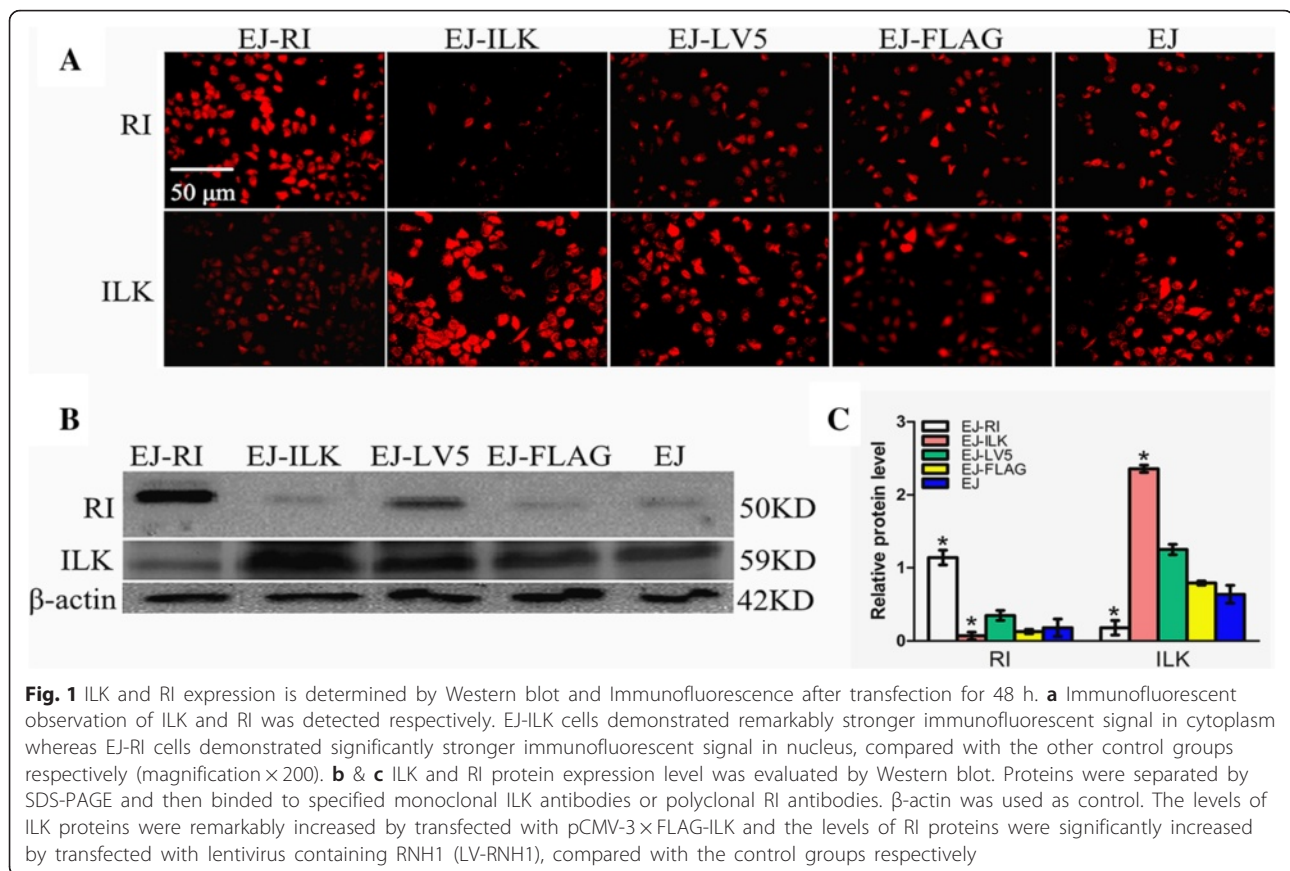 EJ-RI EJ-ILK EJ-LV5 EJ-FLAG EJ
A
RI
50 μm
ILK
B
EJ-RI EJ-ILK EJ-LV5 EJ-FLAG EJ
RI 50KD
ILK 59KD
β-actin 42KD
C
Relative protein level
3
2
1
0
EJ-RI
EJ-ILK
EJ-LV5
EJ-FLAG
EJ
* * * *
RI ILK
Fig. 1 ILK and RI expression is determined by Western blot and Immunofluorescence after transfection for 48 h. a Immunofluorescent
observation of ILK and RI was detected respectively. EJ-ILK cells demonstrated remarkably stronger immunofluorescent signal in cytoplasm
whereas EJ-RI cells demonstrated significantly stronger immunofluorescent signal in nucleus, compared with the other control groups
respectively (magnification × 200). b & c ILK and RI protein expression level was evaluated by Western blot. Proteins were separated by
SDS-PAGE and then binded to specified monoclonal ILK antibodies or polyclonal RI antibodies. β-actin was used as control. The levels of
ILK proteins were remarkably increased by transfected with pCMV-3 × FLAG-ILK and the levels of RI proteins were significantly increased
by transfected with lentivirus containing RNH1 (LV-RNH1), compared with the control groups respectively